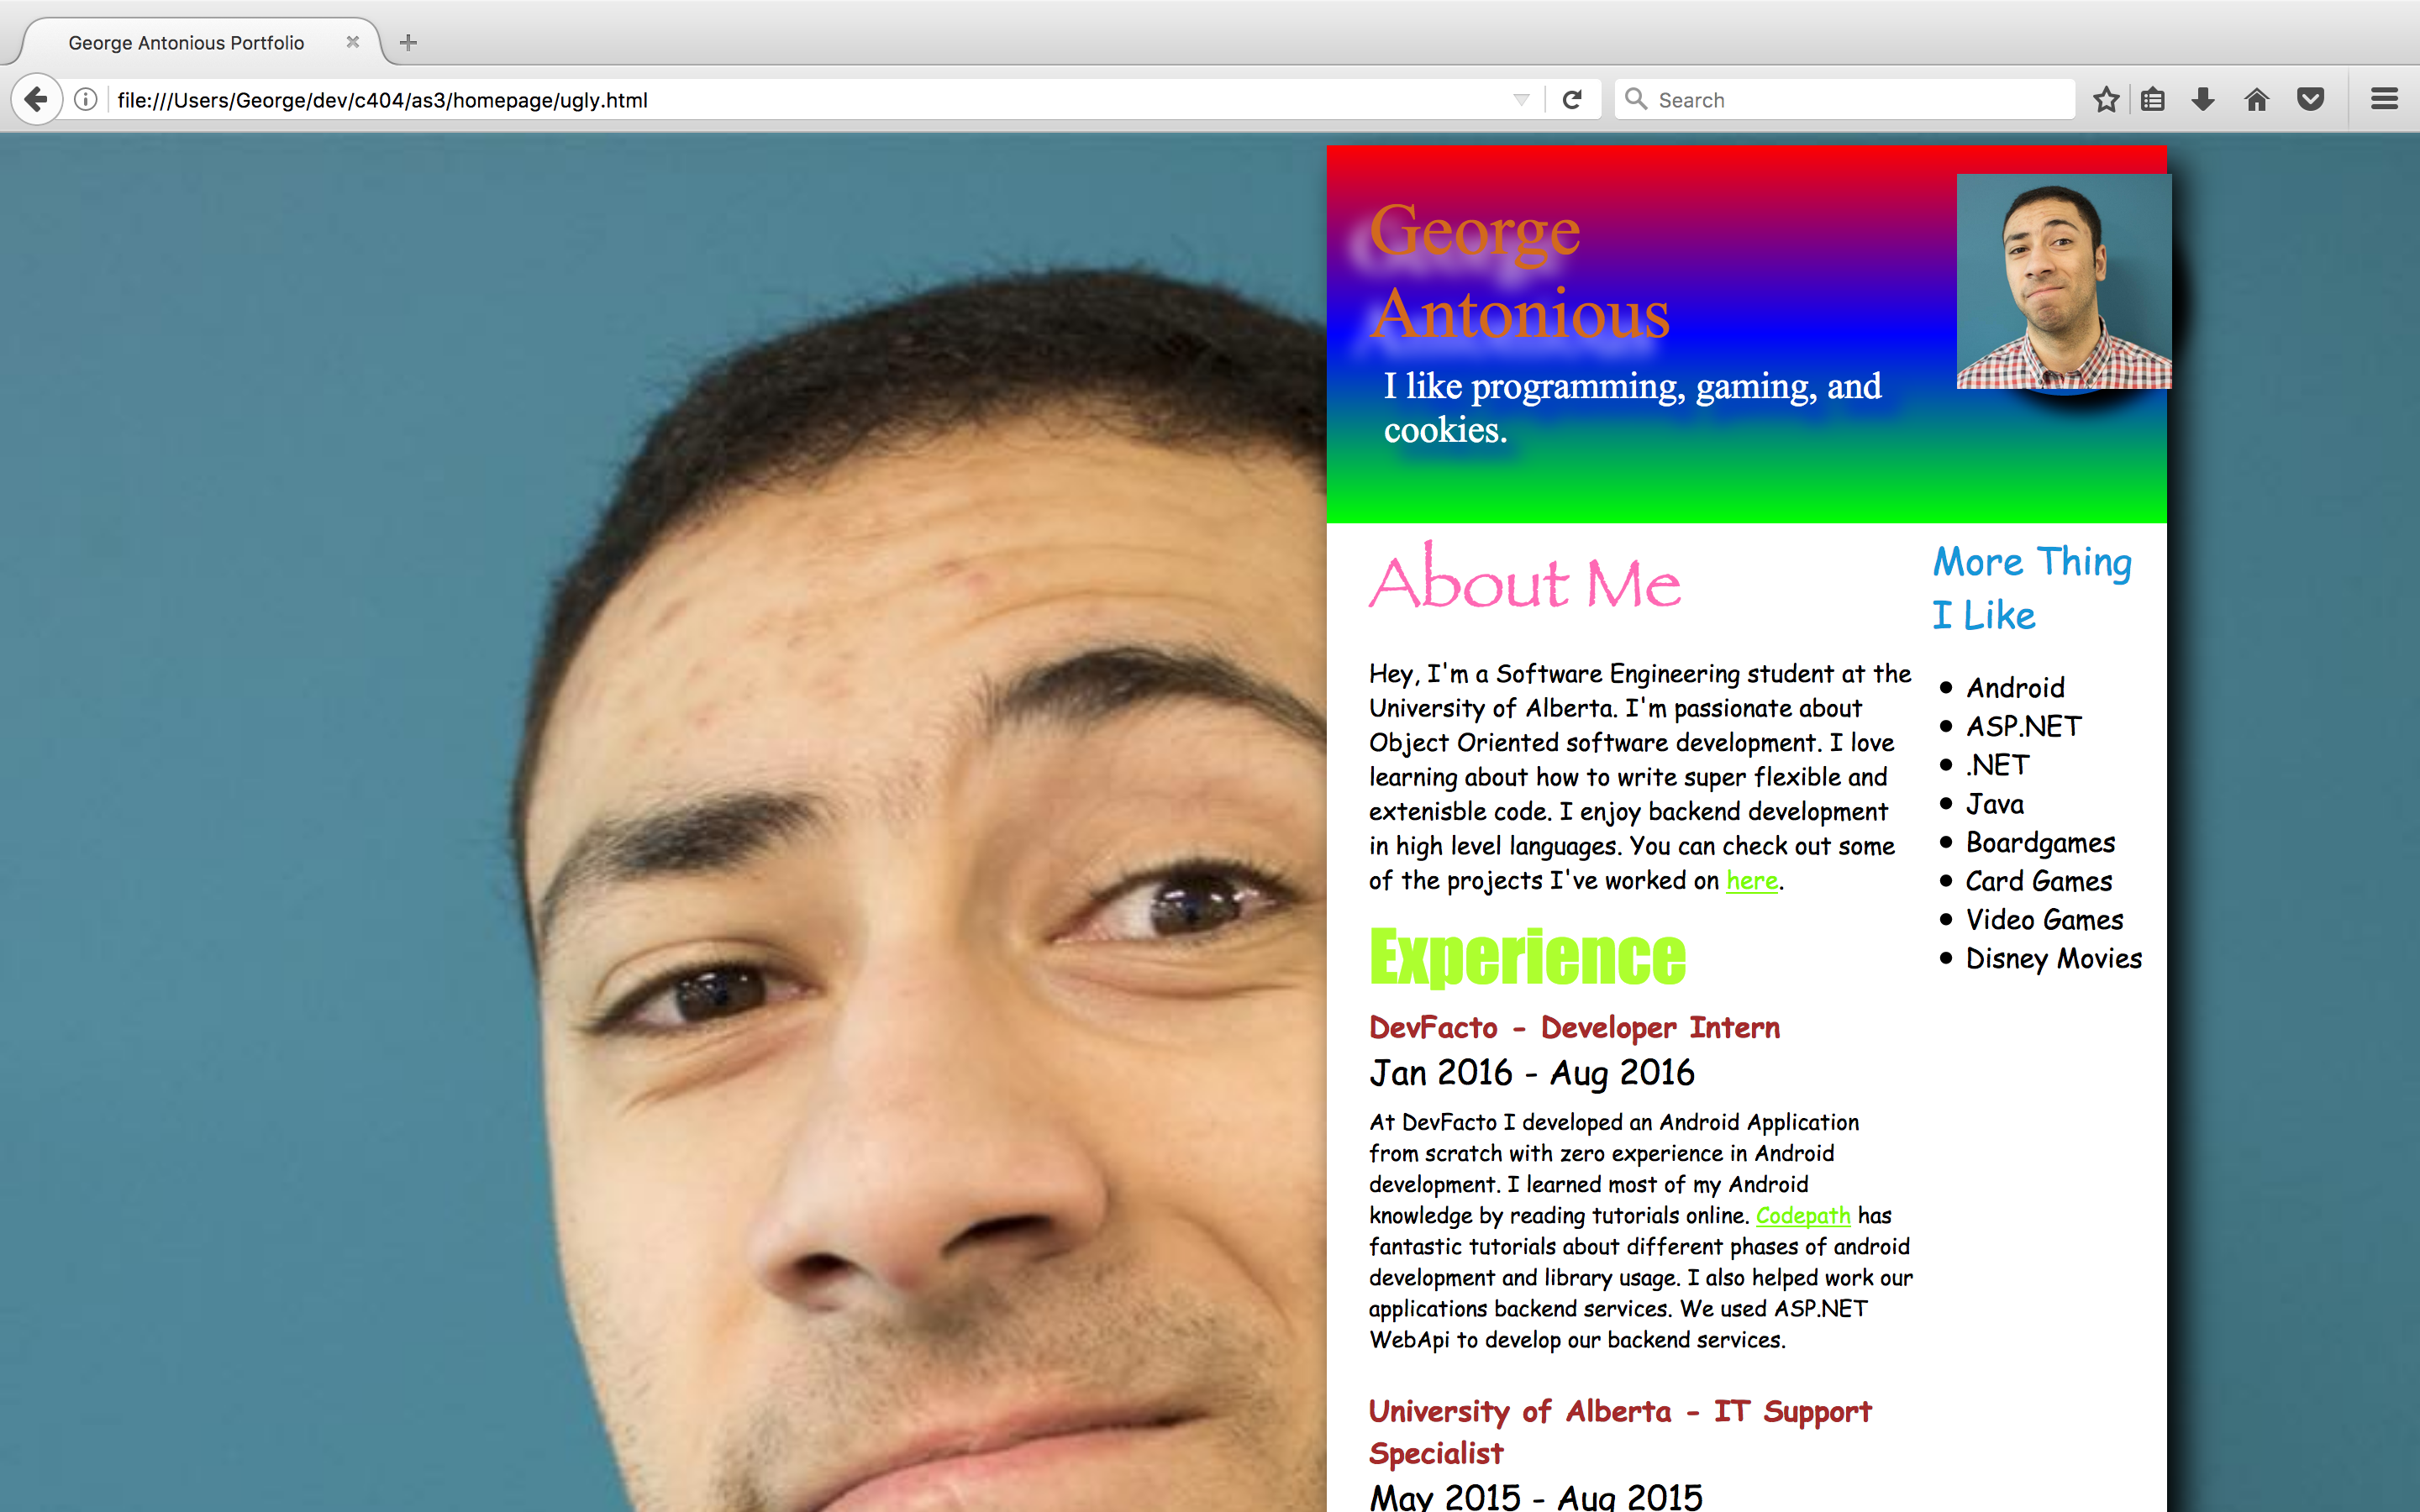 George Antonious Portfolio
file:///Users/George/dev/c404/as3/homepage/ugly.html
Search
George
Antonious
I like programming, gaming, and
cookies.
About Me
Hey, I'm a Software Engineering student at the
University of Alberta. I'm passionate about
Object Oriented software development. I love
learning about how to write super flexible and
extenisble code. I enjoy backend development
in high level languages. You can check out some
of the projects I've worked on here.
Experience
DevFacto - Developer Intern
Jan 2016 - Aug 2016
At DevFacto I developed an Android Application
from scratch with zero experience in Android
development. I learned most of my Android
knowledge by reading tutorials online. Codepath has
fantastic tutorials about different phases of android
development and library usage. I also helped work our
applications backend services. We used ASP.NET
WebApi to develop our backend services.
University of Alberta - IT Support
Specialist
May 2015 - Aug 2015
More Thing
I Like
Android
ASP.NET
.NET
Java
Boardgames
Card Games
Video Games
Disney Movies